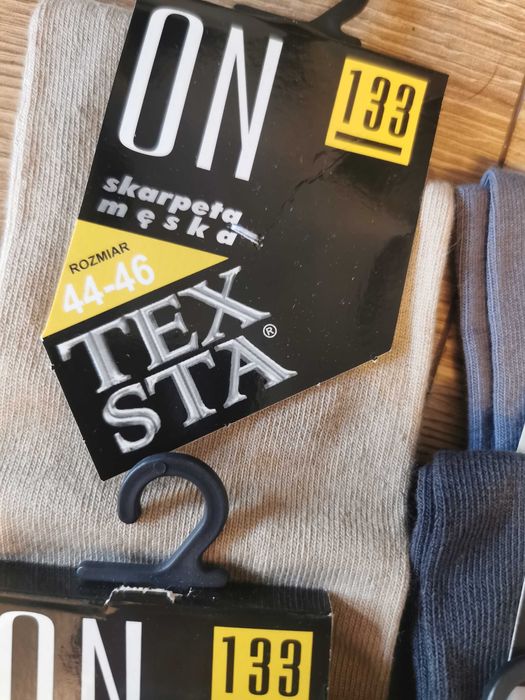 ON
133
skarpeta
męska
ROZMIAR
44-46
TEX
STA®
ON
133